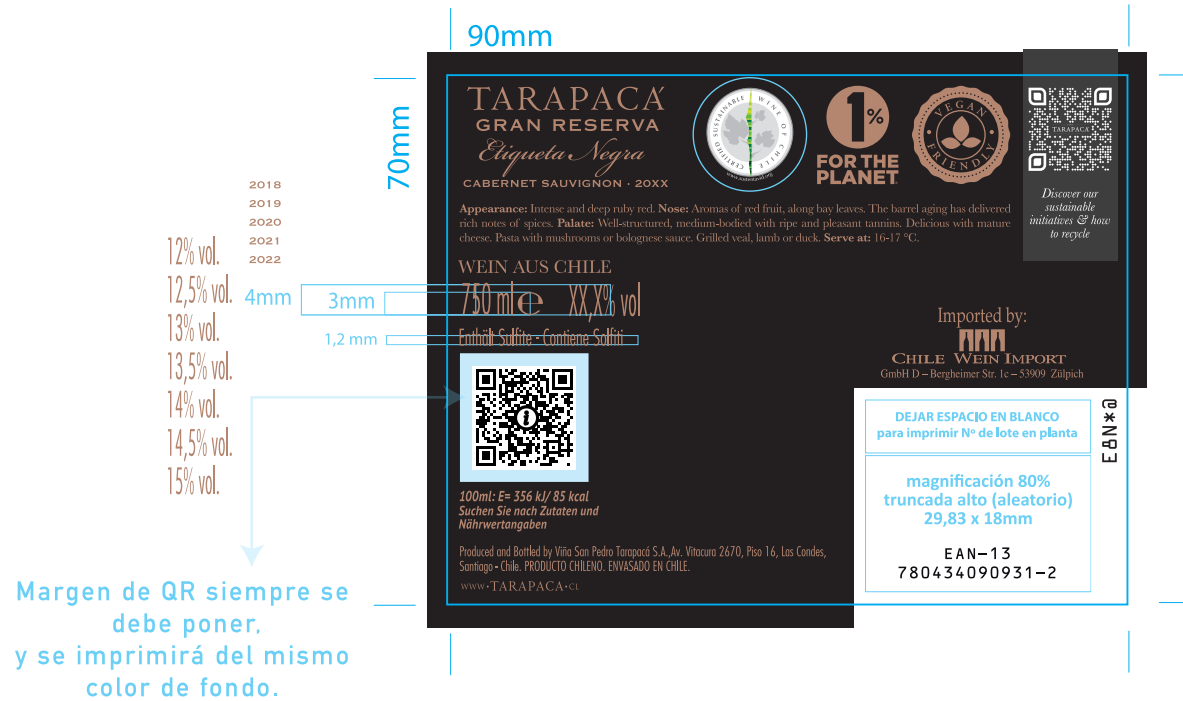 90mm
70mm
TARAPACÁ
GRAN RESERVA
Etiqueta Negra
CABERNET SAUVIGNON · 20XX
CERTIFIED SUSTAINABLE WINE OF CHILE
www.sustentavid.org
1%
FOR THE
PLANET
VEGAN
FRIENDLY
TARAPACÁ
Discover our
sustainable
initiatives & how
to recycle
Appearance: Intense and deep ruby red. Nose: Aromas of red fruit, along bay leaves. The barrel aging has delivered
rich notes of spices. Palate: Well-structured, medium-bodied with ripe and pleasant tannins. Delicious with mature
cheese. Pasta with mushrooms or bolognese sauce. Grilled veal, lamb or duck. Serve at: 16-17 °C.
2018
2019
2020
2021
2022
12% vol.
12,5% vol.
13% vol.
13,5% vol.
14% vol.
14,5% vol.
15% vol.
WEIN AUS CHILE
4mm
3mm
750 ml e XX,X% vol
1,2 mm
Enthält Sulfite - Contiene Solfiti
i
100ml: E= 356 kJ/ 85 kcal
Suchen Sie nach Zutaten und
Nährwertangaben
Produced and Bottled by Viña San Pedro Tarapacá S.A.,Av. Vitacura 2670, Piso 16, Las Condes,
Santiago - Chile. PRODUCTO CHILENO. ENVASADO EN CHILE.
WWW·TARAPACA·CL
Imported by:
CHILE WEIN IMPORT
GmbH D – Bergheimer Str. 1c – 53909 Zülpich
DEJAR ESPACIO EN BLANCO
para imprimir Nº de lote en planta
magnificación 80%
truncada alto (aleatorio)
29,83 x 18mm
EAN-13
780434090931-2
Margen de QR siempre se
debe poner,
y se imprimirá del mismo
color de fondo.